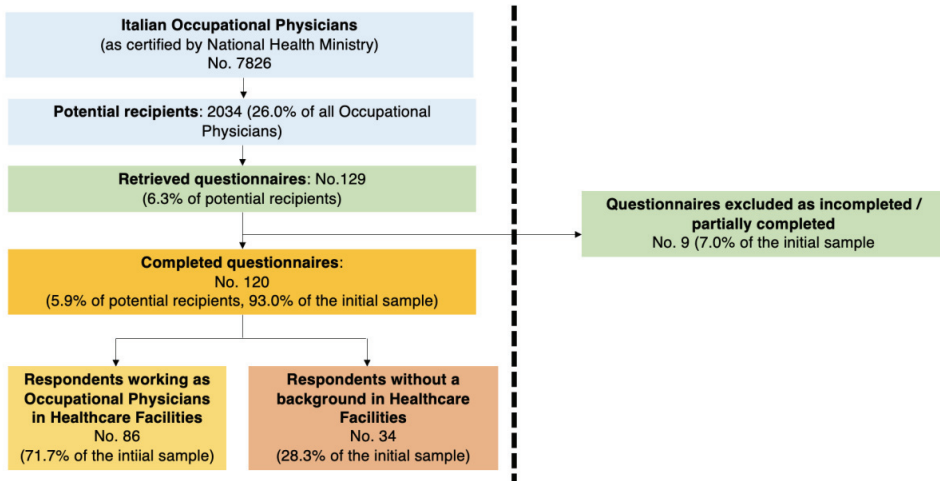 Italian Occupational Physicians
(as certified by National Health Ministry)
No. 7826
Potential recipients: 2034 (26.0% of all Occupational
Physicians)
Retrieved questionnaires: No.129
(6.3% of potential recipients)
Questionnaires excluded as incompleted /
partially completed
No. 9 (7.0% of the initial sample
Completed questionnaires:
No. 120
(5.9% of potential recipients, 93.0% of the initial sample)
Respondents working as
Occupational Physicians
in Healthcare Facilities
No. 86
(71.7% of the intiial sample)
Respondents without a
background in Healthcare
Facilities
No. 34
(28.3% of the initial sample)